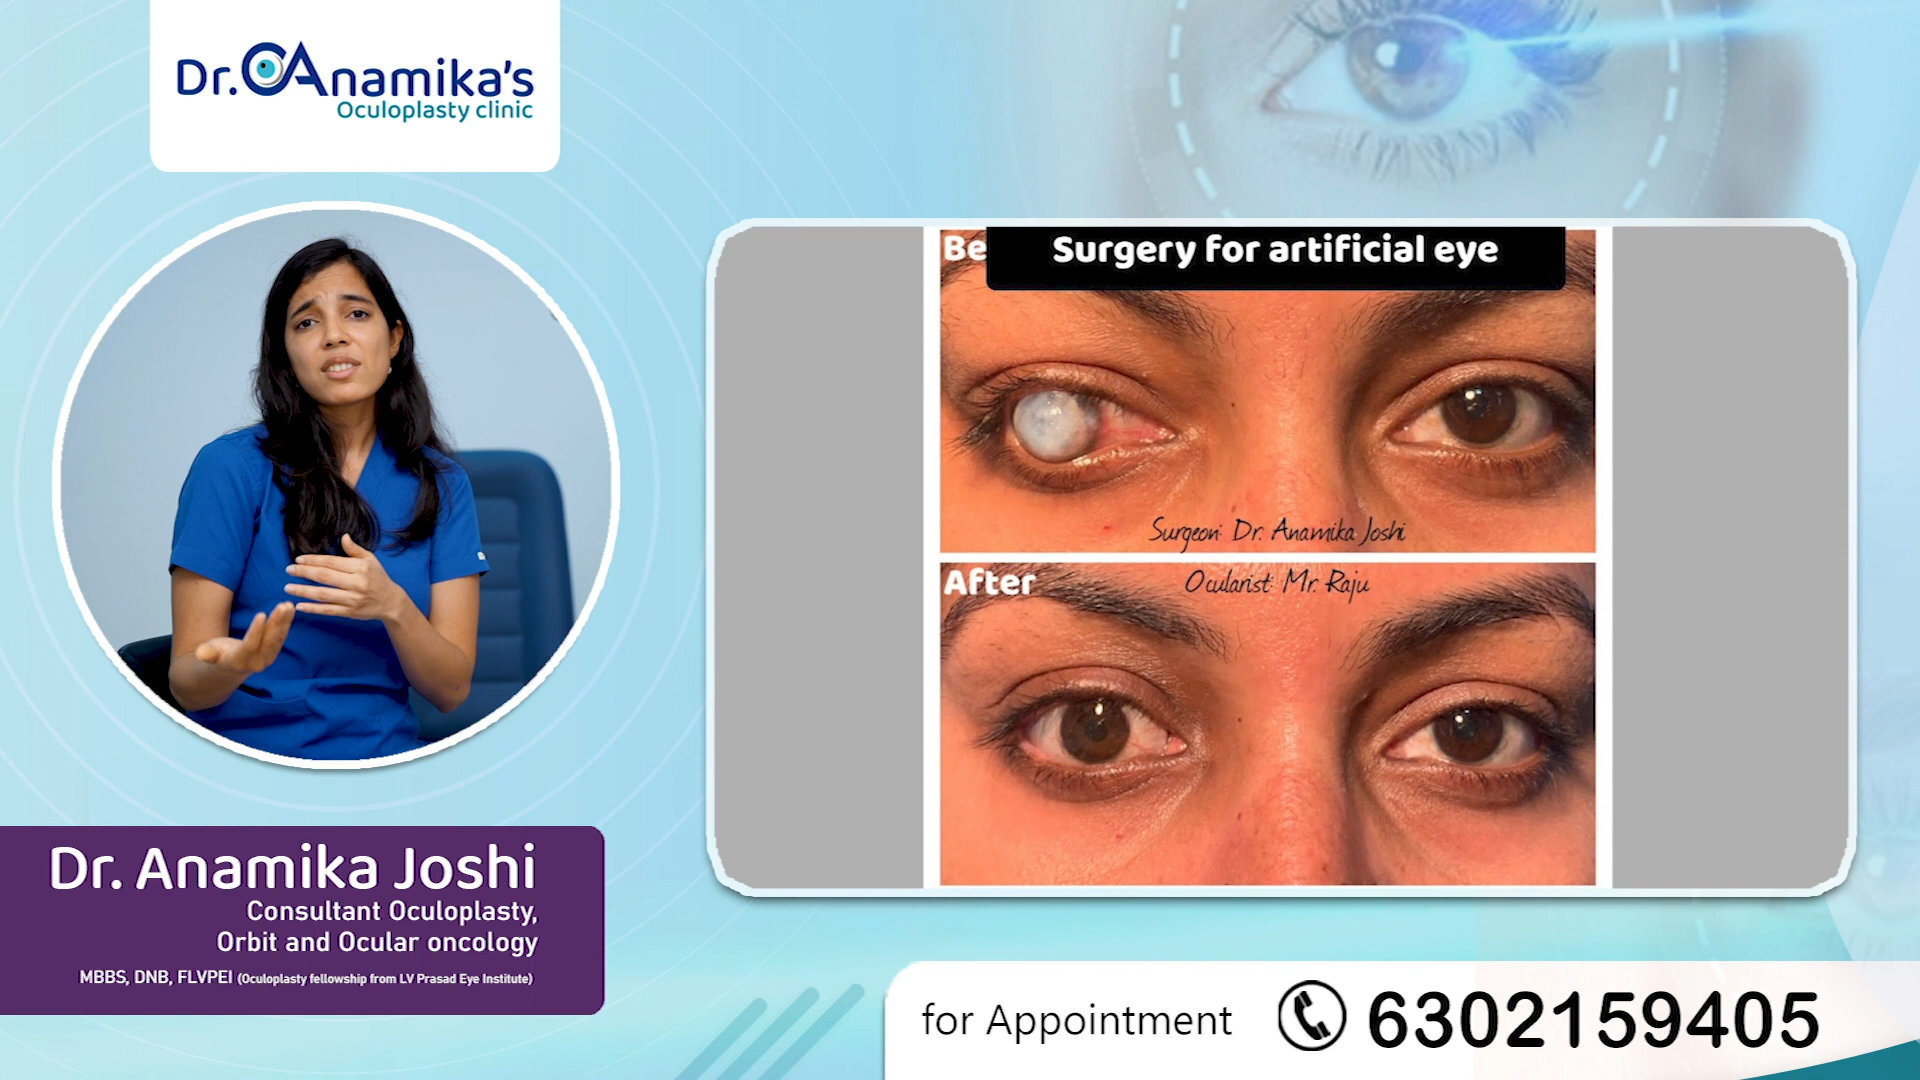 Dr. Anamika's
Oculoplasty clinic
Be
Surgery for artificial eye
Surgeon: Dr. Anamika Joshi
After
Ocularist: Mr. Raju
Dr. Anamika Joshi
Consultant Oculoplasty,
Orbit and Ocular oncology
MBBS, DNB, FLVPEI (Oculoplasty fellowship from LV Prasad Eye Institute)
for Appointment 6302159405